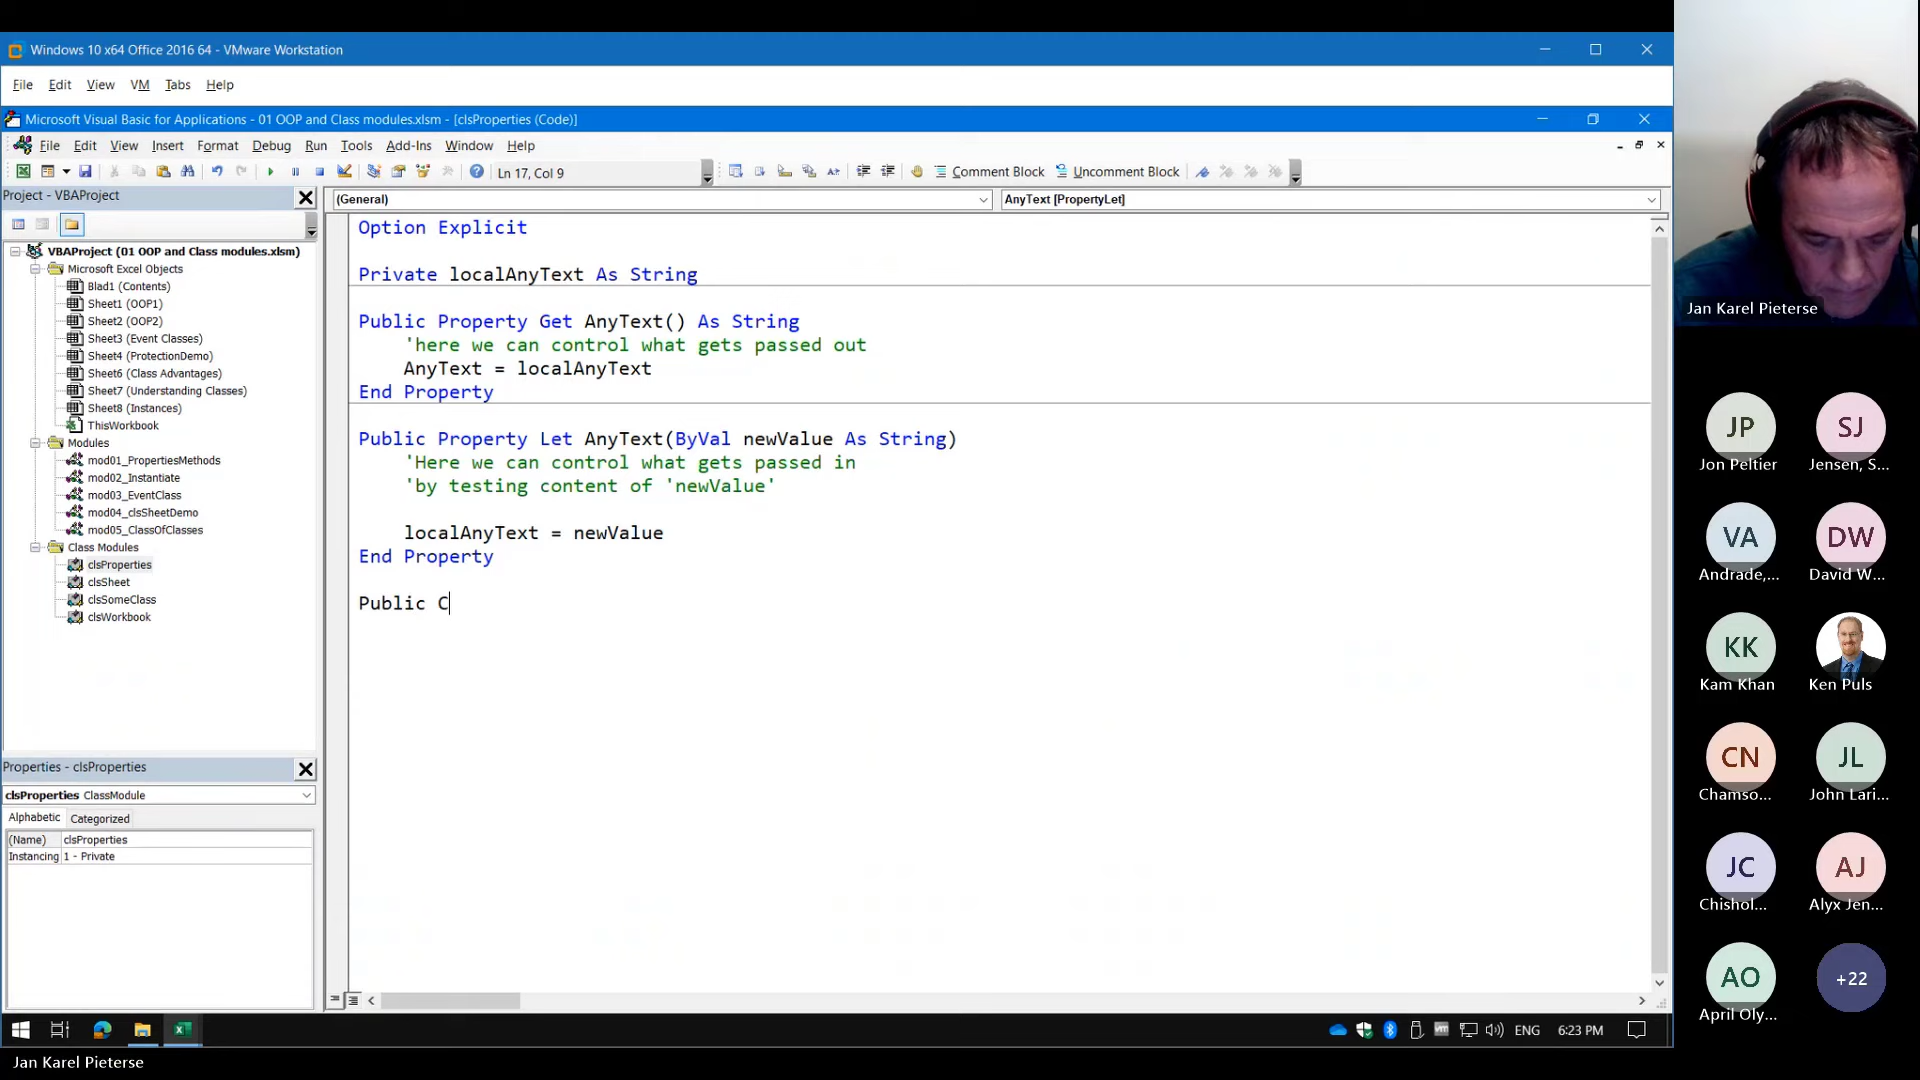 Windows 10 x64 Office 2016 64 - VMware Workstation
File Edit View VM Tabs Help
Microsoft Visual Basic for Applications - 01 OOP and Class modules.xlsm - [clsProperties (Code)]
File Edit View Insert Format Debug Run Tools Add-Ins Window Help
Ln 17, Col 9
Comment Block Uncomment Block
Project - VBAProject
VBAProject (01 OOP and Class modules.xlsm)
Microsoft Excel Objects
Blad1 (Contents)
Sheet1 (OOP1)
Sheet2 (OOP2)
Sheet3 (Event Classes)
Sheet4 (ProtectionDemo)
Sheet6 (Class Advantages)
Sheet7 (Understanding Classes)
Sheet8 (Instances)
ThisWorkbook
Modules
mod01_PropertiesMethods
mod02_Instantiate
mod03_EventClass
mod04_clsSheetDemo
mod05_ClassOfClasses
Class Modules
clsProperties
clsSheet
clsSomeClass
clsWorkbook
Properties - clsProperties
clsProperties ClassModule
Alphabetic Categorized
(Name) clsProperties
Instancing 1 - Private
(General) AnyText [PropertyLet]
Option Explicit
Private localAnyText As String
Public Property Get AnyText() As String
'here we can control what gets passed out
AnyText = localAnyText
End Property
Public Property Let AnyText(ByVal newValue As String)
'Here we can control what gets passed in
'by testing content of 'newValue'
localAnyText = newValue
End Property
Public C
ENG 6:23 PM
Jan Karel Pieterse
Jan Karel Pieterse
JP SJ
Jon Peltier Jensen, S...
VA DW
Andrade,... David W...
KK
Kam Khan Ken Puls
CN JL
Chamso... John Lari...
JC AJ
Chishol... Alyx Jen...
AO +22
April Oly...